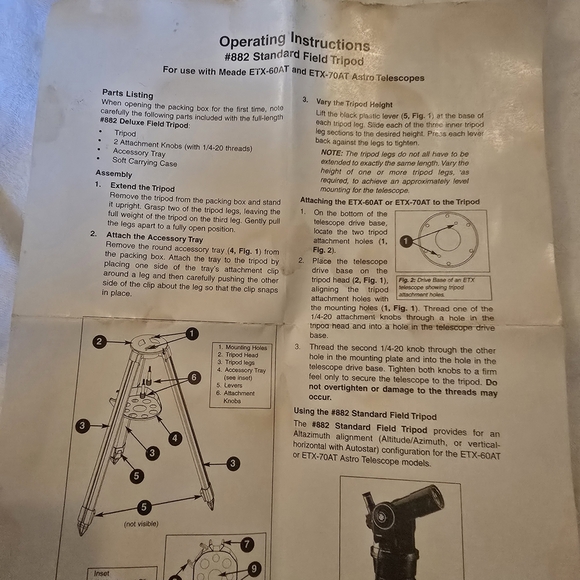 Operating Instructions
#882 Standard Field Tripod
For use with Meade ETX-60AT and ETX-70AT Astro Telescopes
Parts Listing
When opening the packing box for the first time, note
carefully the following parts included with the full-length
#882 Deluxe Field Tripod:
• Tripod
• 2 Attachment Knobs (with 1/4-20 threads)
• Accessory Tray
• Soft Carrying Case
Assembly
1. Extend the Tripod
Remove the tripod from the packing box and stand
it upright. Grasp two of the tripod legs, leaving the
full weight of the tripod on the third leg. Gently pull
the legs apart to a fully open position.
2. Attach the Accessory Tray
Remove the round accessory tray (4, Fig. 1) from
the packing box. Attach the tray to the tripod by
placing one side of the tray's attachment clip
around a leg and then carefully pushing the other
side of the clip about the leg so that the clip snaps
in place.
2
1
1. Mounting Holes
2. Tripod Head
3. Tripod legs
4. Accessory Tray
(see inset)
5. Levers
6. Attachment
Knobs
6
3
4
3
3
5
5
(not visible)
Inset
7
9
8
3. Vary the Tripod Height
Lift the black plastic lever (5, Fig. 1) at the base of
each tripod leg. Slide each of the three inner tripod
leg sections to the desired height. Press each lever
back against the legs to tighten.
NOTE: The tripod legs do not all have to be
extended to exactly the same length. Vary the
height of one or more tripod legs, as
required, to achieve an approximately level
mounting for the telescope.
Attaching the ETX-60AT or ETX-70AT to the Tripod
1. On the bottom of the
telescope drive base,
locate the two tripod
attachment holes (1,
Fig. 2).
1
Fig. 2: Drive Base of an ETX
telescope showing tripod
attachment holes.
2. Place the telescope
drive base on the
tripod head (2, Fig. 1),
aligning the tripod
attachment holes with
the mounting holes (1, Fig. 1). Thread one of the
1/4-20 attachment knobs through a hole in the
tripod head and into a hole in the telescope drive
base.
3. Thread the second 1/4-20 knob through the other
hole in the mounting plate and into the hole in the
telescope drive base. Tighten both knobs to a firm
feel only to secure the telescope to the tripod. Do
not overtighten or damage to the threads may
occur.
Using the #882 Standard Field Tripod
The #882 Standard Field Tripod provides for an
Altazimuth alignment (Altitude/Azimuth, or vertical-
horizontal with Autostar) configuration for the ETX-60AT
or ETX-70AT Astro Telescope models.